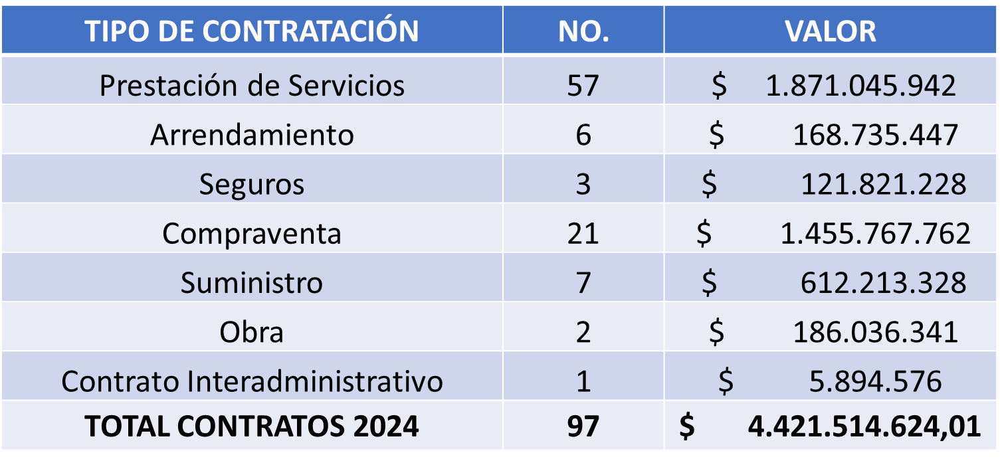 TIPO DE CONTRATACIÓN NO. VALOR
Prestación de Servicios 57 $ 1.871.045.942
Arrendamiento 6 $ 168.735.447
Seguros 3 $ 121.821.228
Compraventa 21 $ 1.455.767.762
Suministro 7 $ 612.213.328
Obra 2 $ 186.036.341
Contrato Interadministrativo 1 $ 5.894.576
TOTAL CONTRATOS 2024 97 $ 4.421.514.624,01